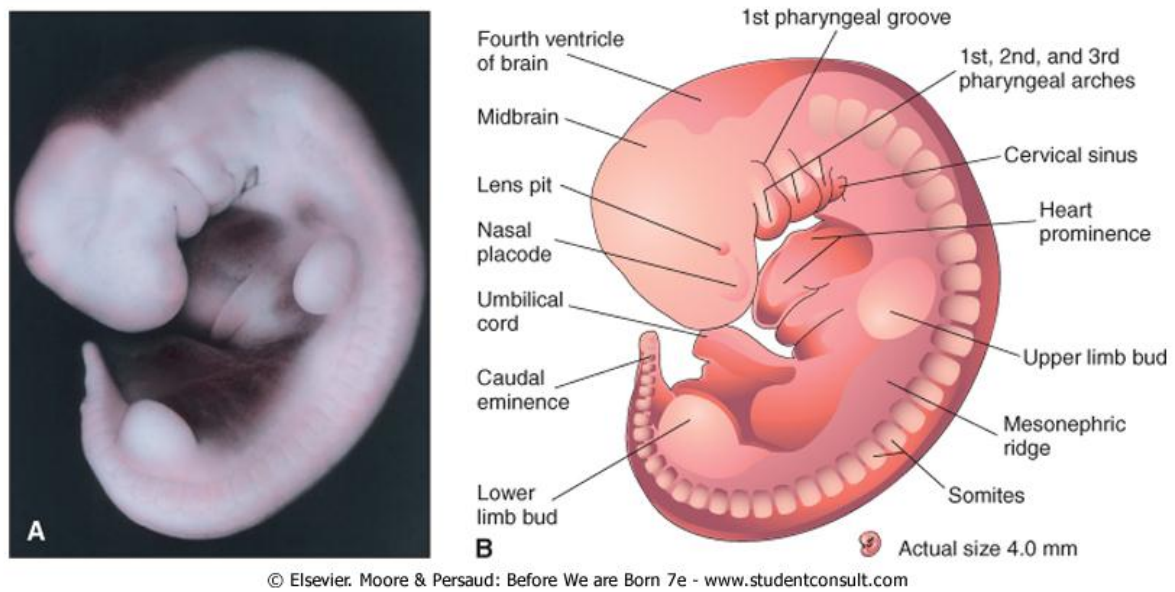 1st pharyngeal groove
Fourth ventricle
of brain
1st, 2nd, and 3rd
pharyngeal arches
Midbrain
Cervical sinus
Lens pit
Heart
prominence
Nasal
placode
Umbilical
cord
Upper limb bud
Caudal
eminence
Mesonephric
ridge
Lower
limb bud
Somites
A
B
Actual size 4.0 mm
© Elsevier. Moore & Persaud: Before We are Born 7e - www.studentconsult.com